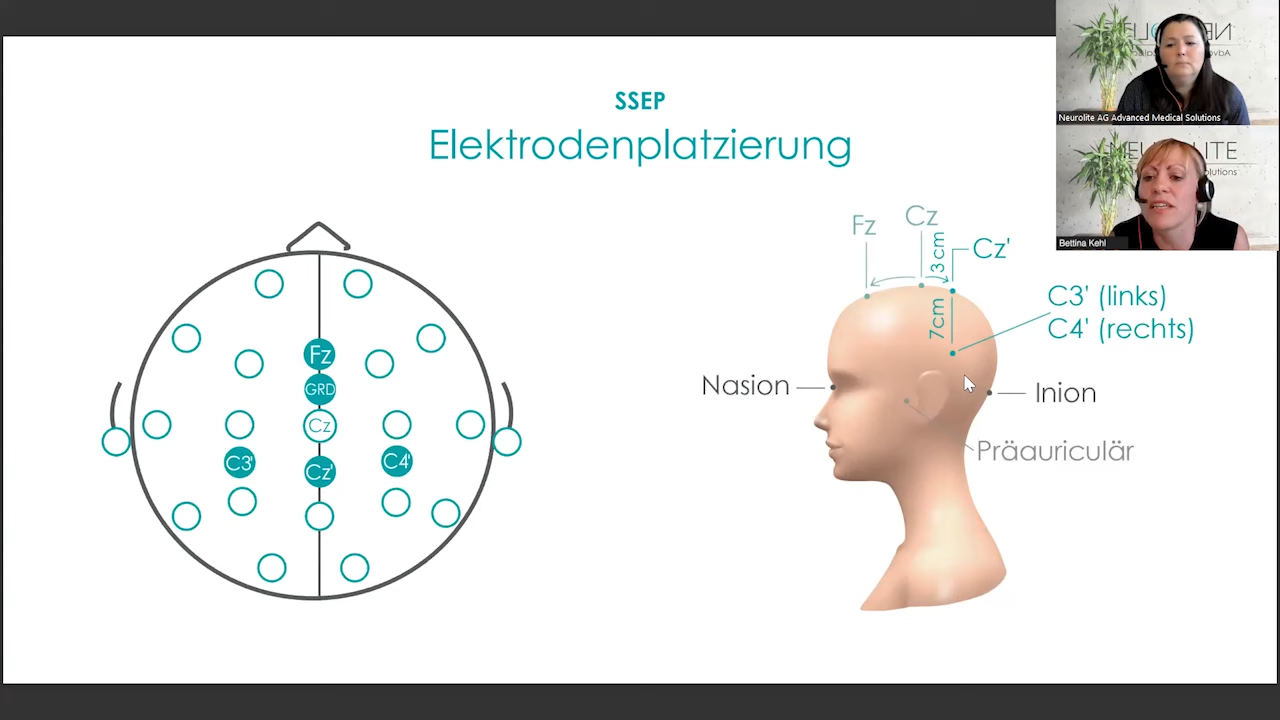 SSEP
Elektrodenplatzierung
Fz
GRD
Cz
C3'
Cz'
C4'
Fz
Cz
3cm
Cz'
7cm
C3' (links)
C4' (rechts)
Nasion
Inion
Präauriculär
Neurolite AG Advanced Medical Solutions
Bettina Kehl